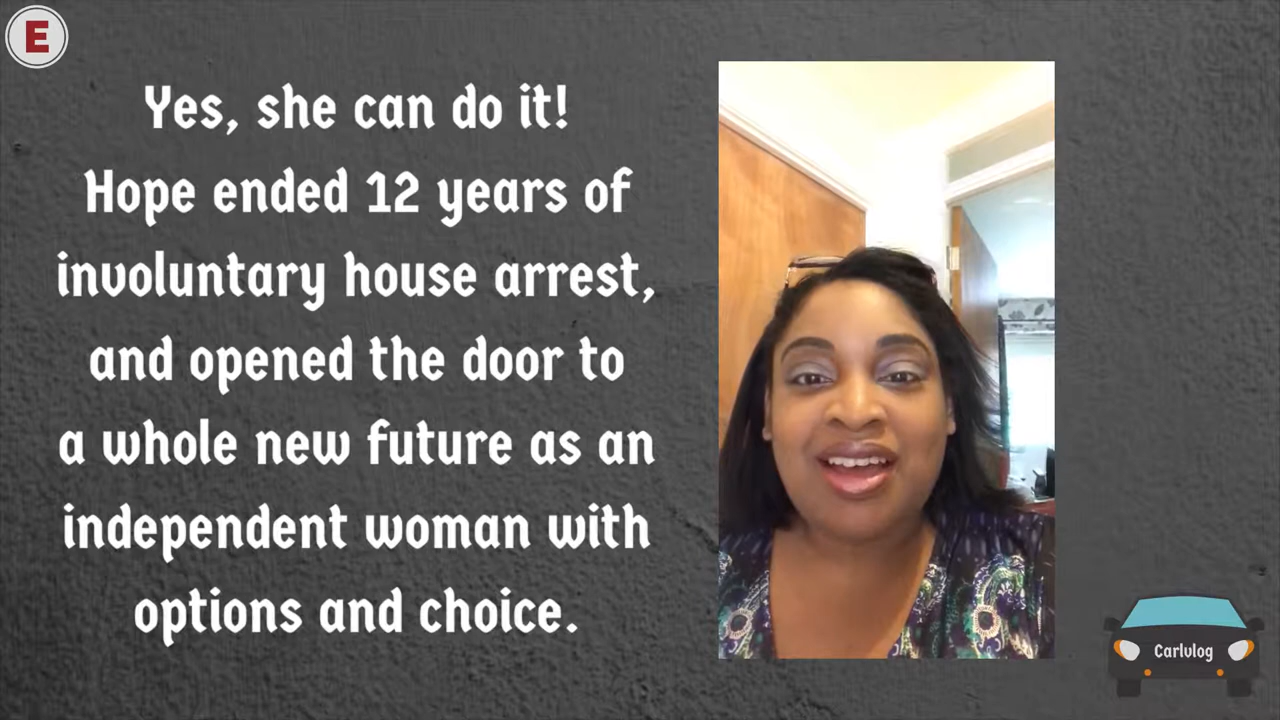 E
Yes, she can do it!
Hope ended 12 years of
involuntary house arrest,
and opened the door to
a whole new future as an
independent woman with
options and choice.
Carlvlog